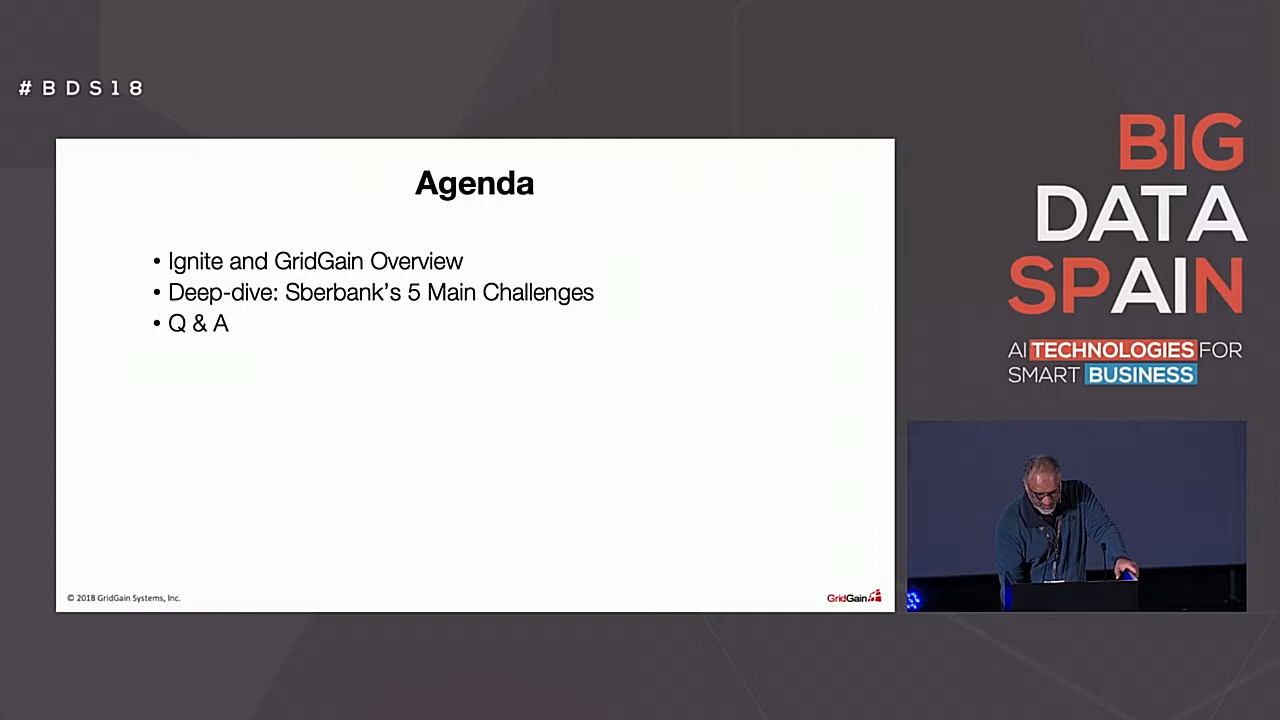 #BDS18
Agenda
• Ignite and GridGain Overview
• Deep-dive: Sberbank's 5 Main Challenges
• Q & A
© 2018 GridGain Systems, Inc.
GridGain
BIG
DATA
SPAIN
AI TECHNOLOGIES FOR
SMART BUSINESS